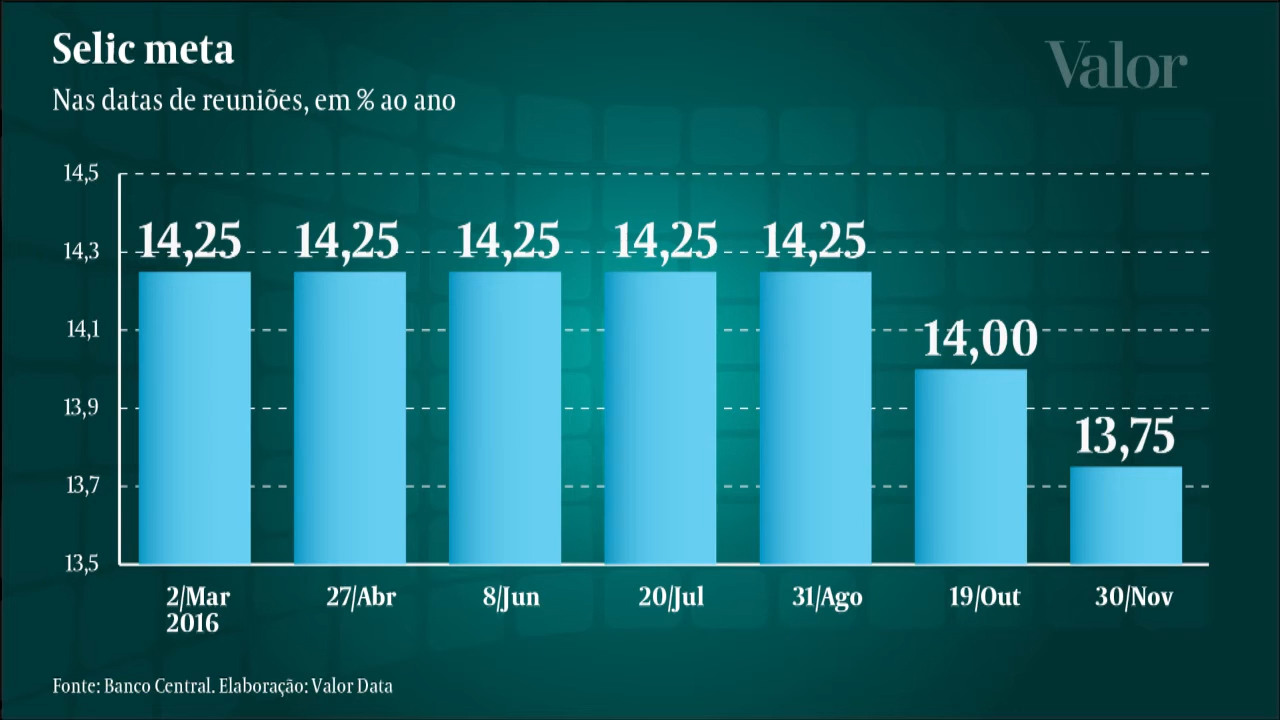 Selic meta
Valor
Nas datas de reuniões, em % ao ano
14,5
14,3
14,1
13,9
13,7
13,5
14,25
14,25
14,25
14,25
14,25
14,00
13,75
2/Mar
2016
27/Abr
8/Jun
20/Jul
31/Ago
19/Out
30/Nov
Fonte: Banco Central. Elaboração: Valor Data